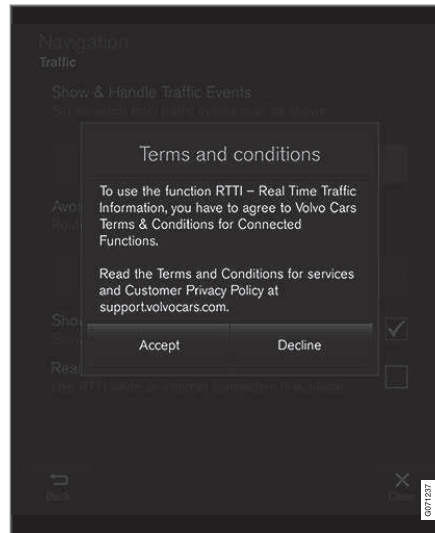 Navigation
Traffic
Show & Handle Traffic Events
Terms and conditions
To use the function RTTI – Real Time Traffic
Information, you have to agree to Volvo Cars
Terms & Conditions for Connected
Functions.
Read the Terms and Conditions for services
and Customer Privacy Policy at
support.volvocars.com.
Accept
Decline
Back
Close
G071237